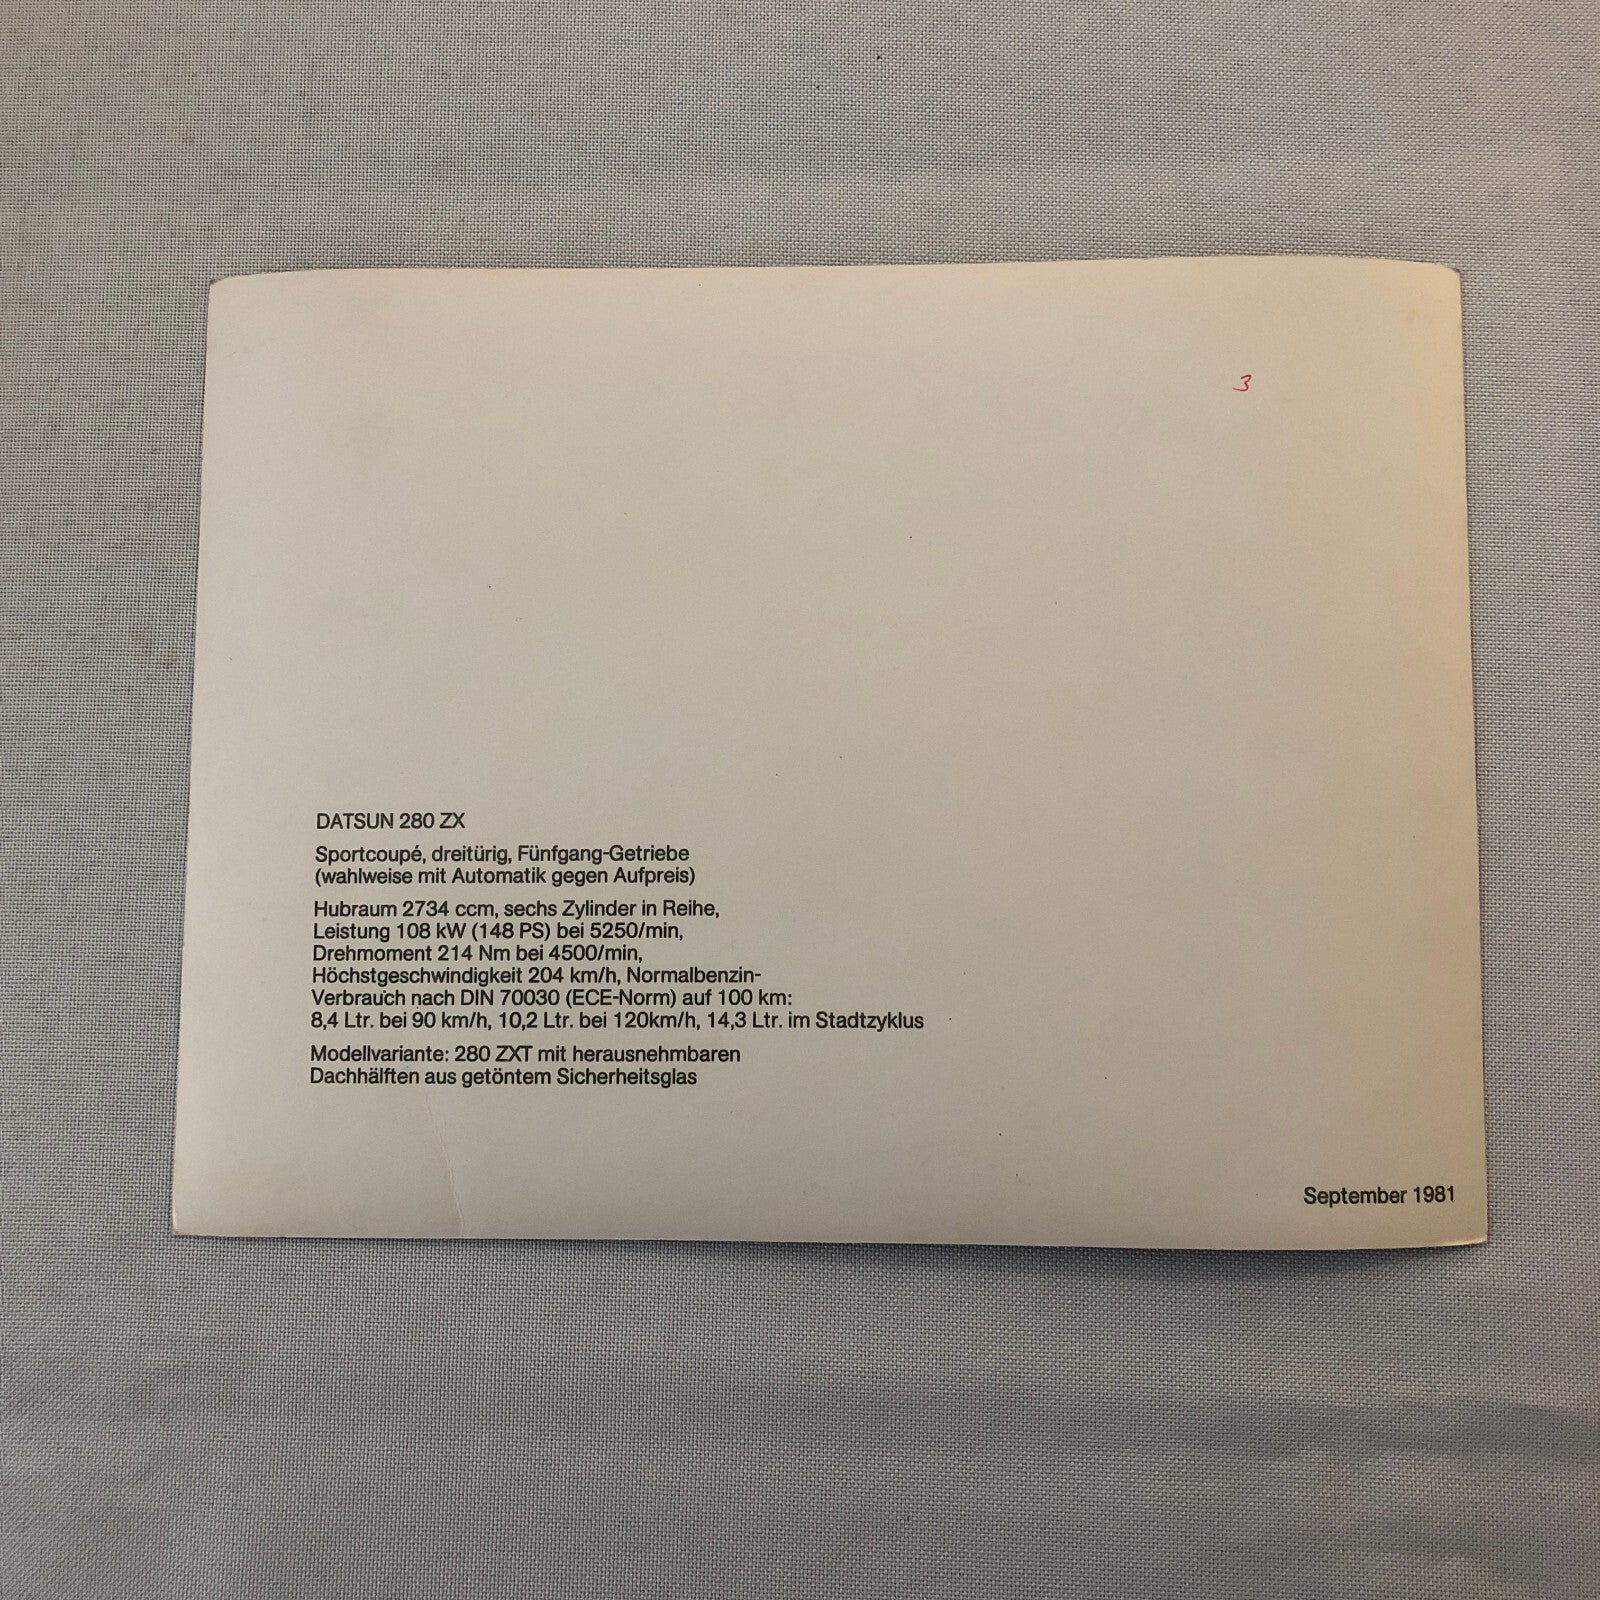 3
DATSUN 280 ZX
Sportcoupé, dreitürig, Fünfgang-Getriebe
(wahlweise mit Automatik gegen Aufpreis)
Hubraum 2734 ccm, sechs Zylinder in Reihe,
Leistung 108 kW (148 PS) bei 5250/min,
Drehmoment 214 Nm bei 4500/min,
Höchstgeschwindigkeit 204 km/h, Normalbenzin-
Verbrauch nach DIN 70030 (ECE-Norm) auf 100 km:
8,4 Ltr. bei 90 km/h, 10,2 Ltr. bei 120km/h, 14,3 Ltr. im Stadtzyklus
Modellvariante: 280 ZXT mit herausnehmbaren
Dachhälften aus getöntem Sicherheitsglas
September 1981